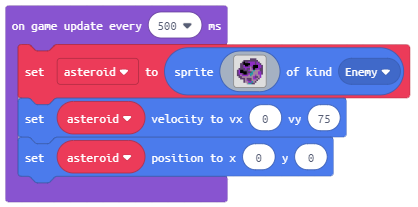 on game update every 500 ms
set asteroid to sprite of kind Enemy
set asteroid velocity to vx 0 vy 75
set asteroid position to x 0 y 0